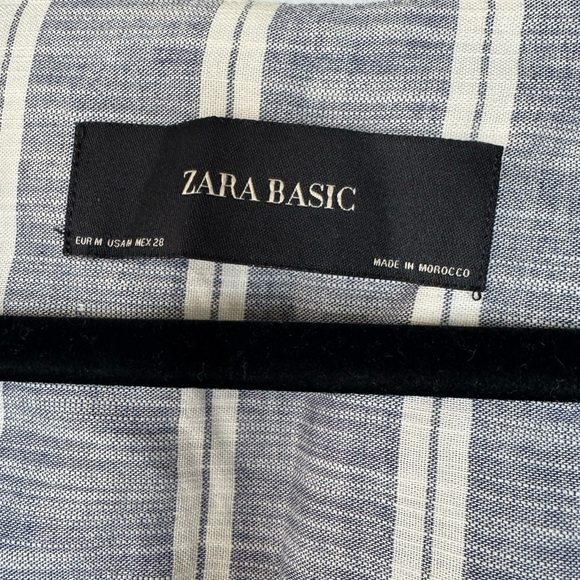 ZARA BASIC
EUR M USA M MEX 28
MADE IN MOROCCO